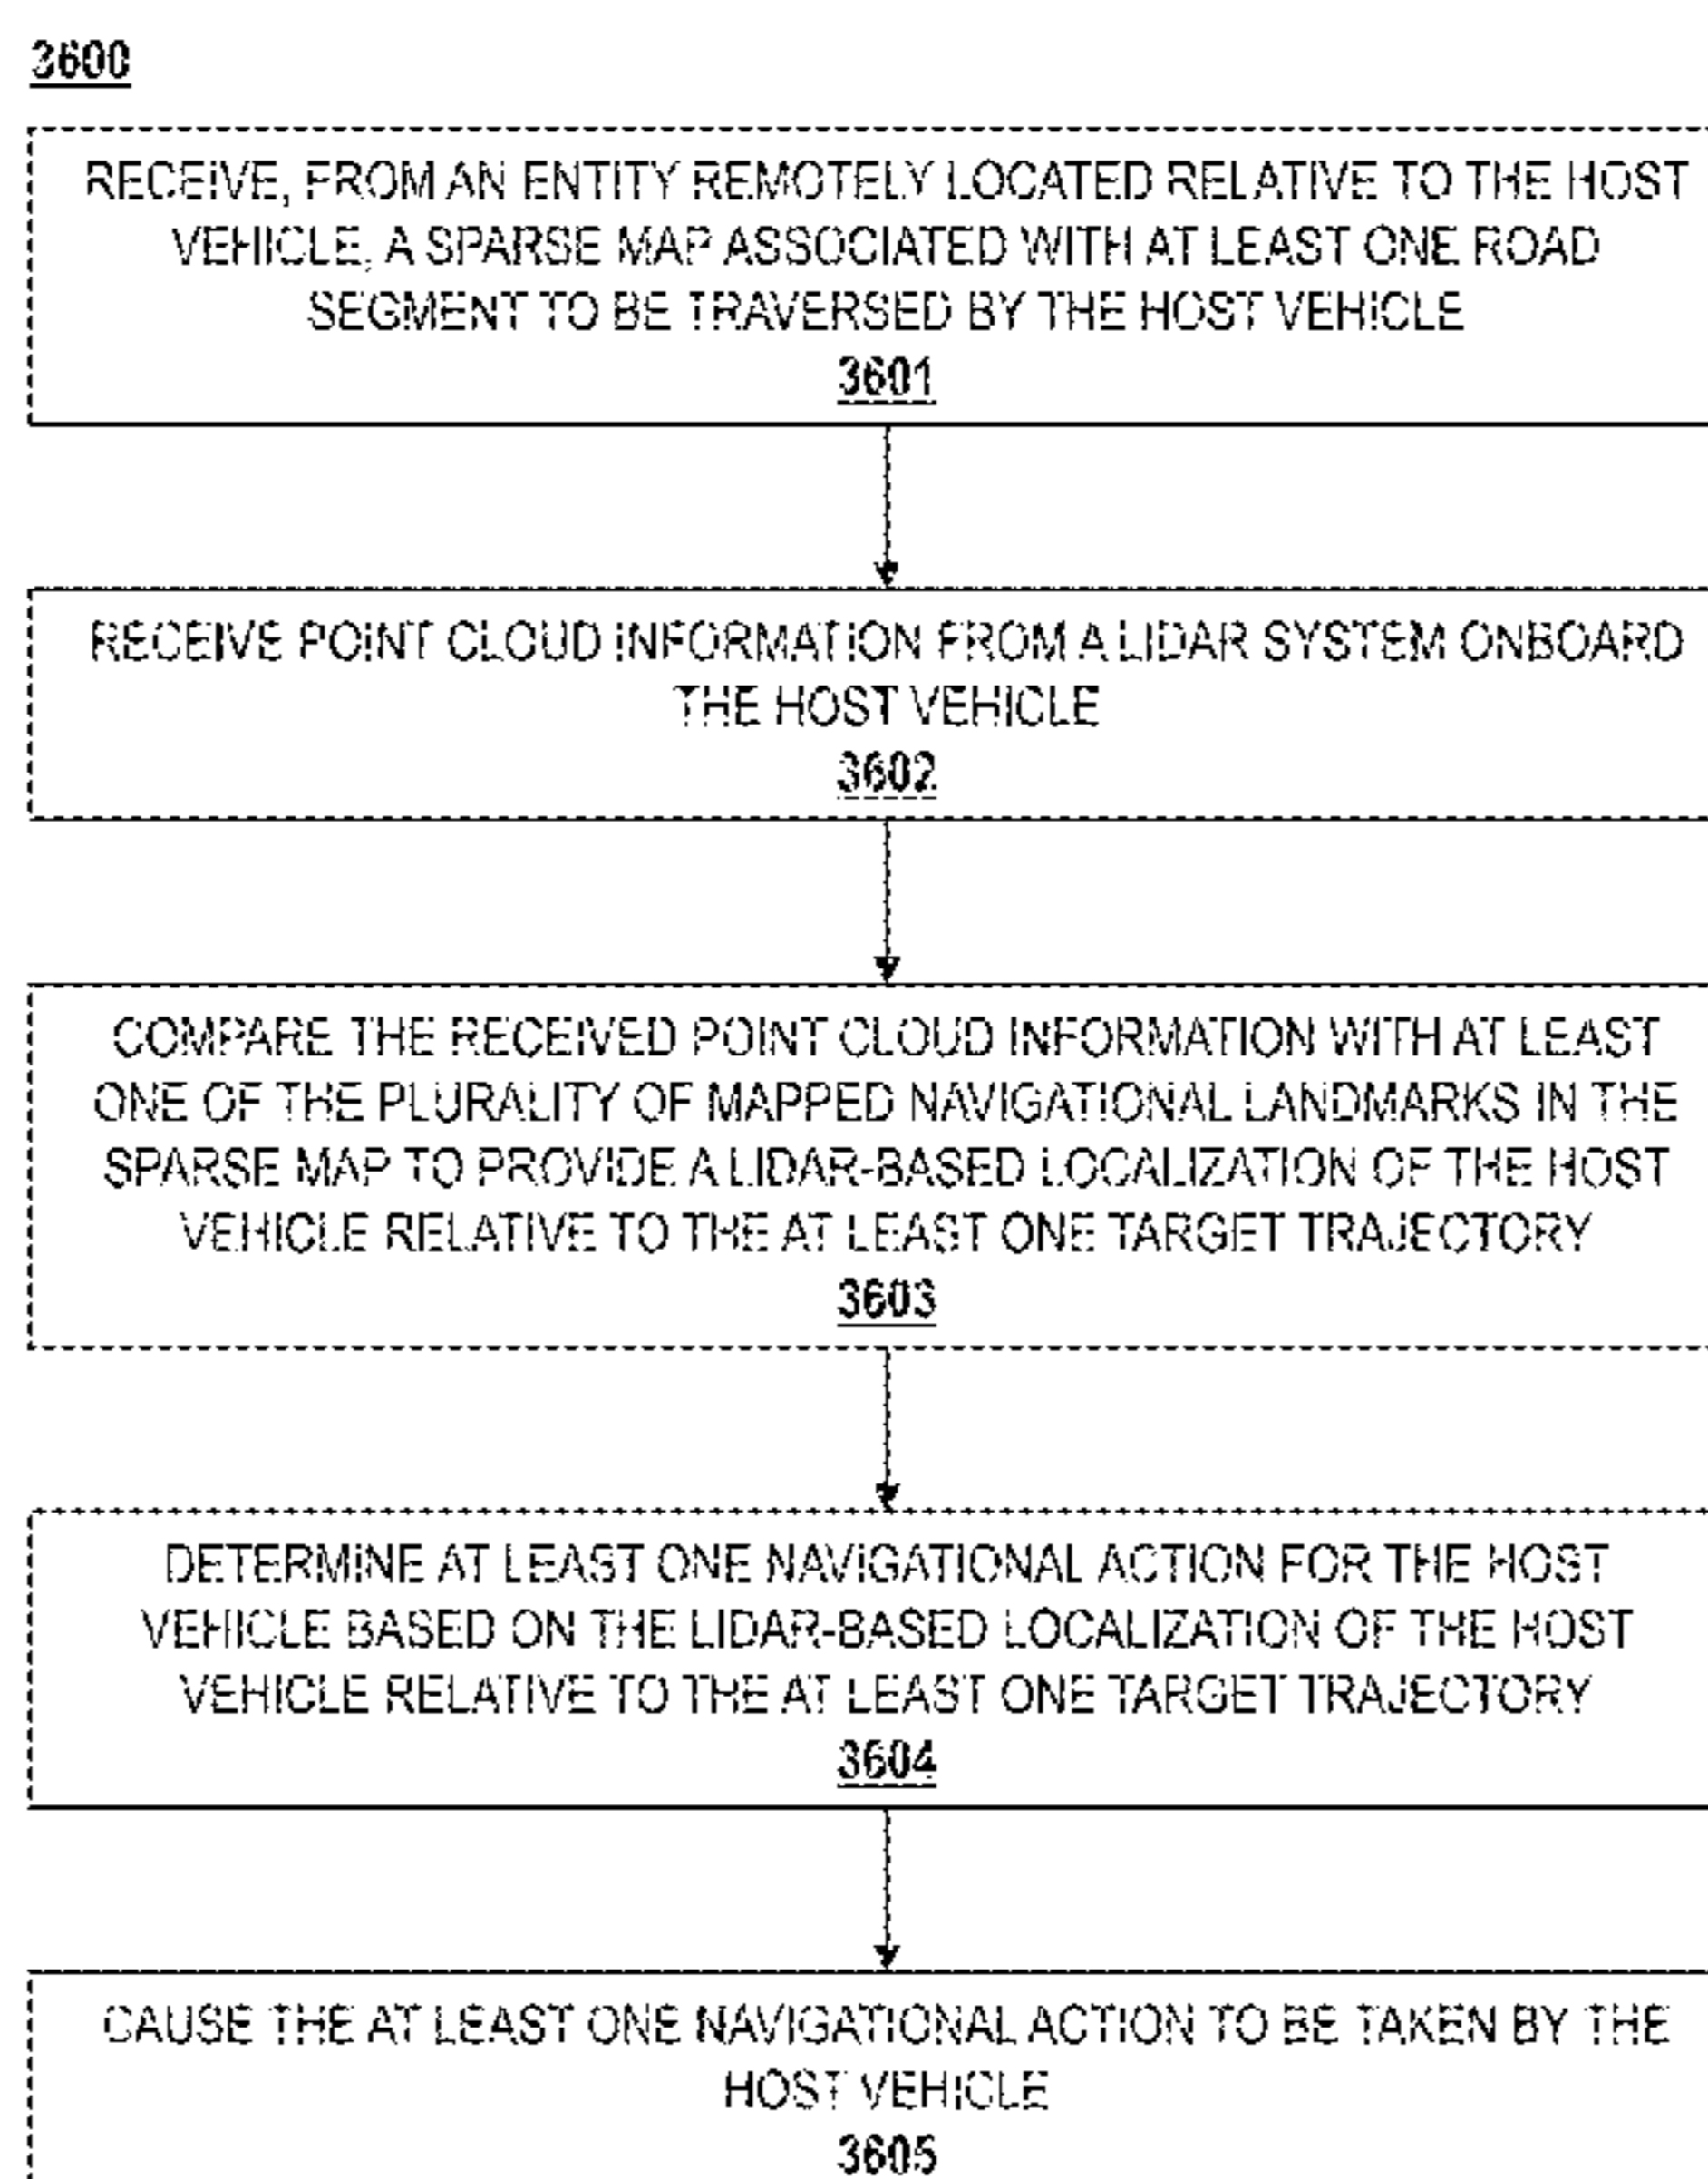 3600
RECEIVE, FROM AN ENTITY REMOTELY LOCATED RELATIVE TO THE HOST
VEHICLE, A SPARSE MAP ASSOCIATED WITH AT LEAST ONE ROAD
SEGMENT TO BE TRAVERSED BY THE HOST VEHICLE
3601
RECEIVE POINT CLOUD INFORMATION FROM A LIDAR SYSTEM ONBOARD
THE HOST VEHICLE
3602
COMPARE THE RECEIVED POINT CLOUD INFORMATION WITH AT LEAST
ONE OF THE PLURALITY OF MAPPED NAVIGATIONAL LANDMARKS IN THE
SPARSE MAP TO PROVIDE A LIDAR-BASED LOCALIZATION OF THE HOST
VEHICLE RELATIVE TO THE AT LEAST ONE TARGET TRAJECTORY
3603
DETERMINE AT LEAST ONE NAVIGATIONAL ACTION FOR THE HOST
VEHICLE BASED ON THE LIDAR-BASED LOCALIZATION OF THE HOST
VEHICLE RELATIVE TO THE AT LEAST ONE TARGET TRAJECTORY
3604
CAUSE THE AT LEAST ONE NAVIGATIONAL ACTION TO BE TAKEN BY THE
HOST VEHICLE
3605